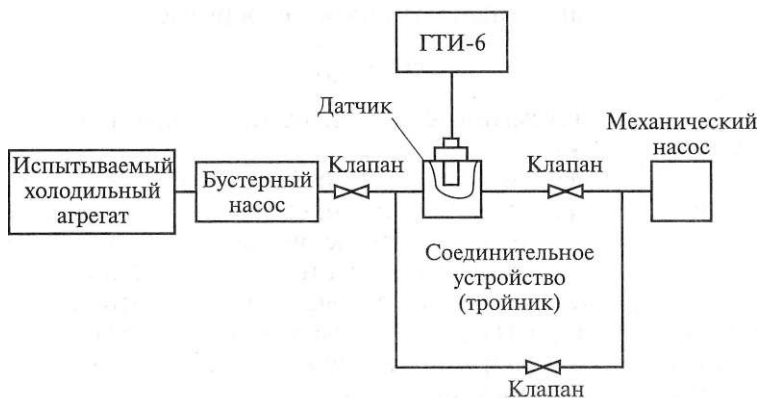 ГТИ-6
Датчик
Механический
насос
Испытываемый
холодильный
агрегат
Бустерный
насос
Клапан
Клапан
Соединительное
устройство
(тройник)
Клапан